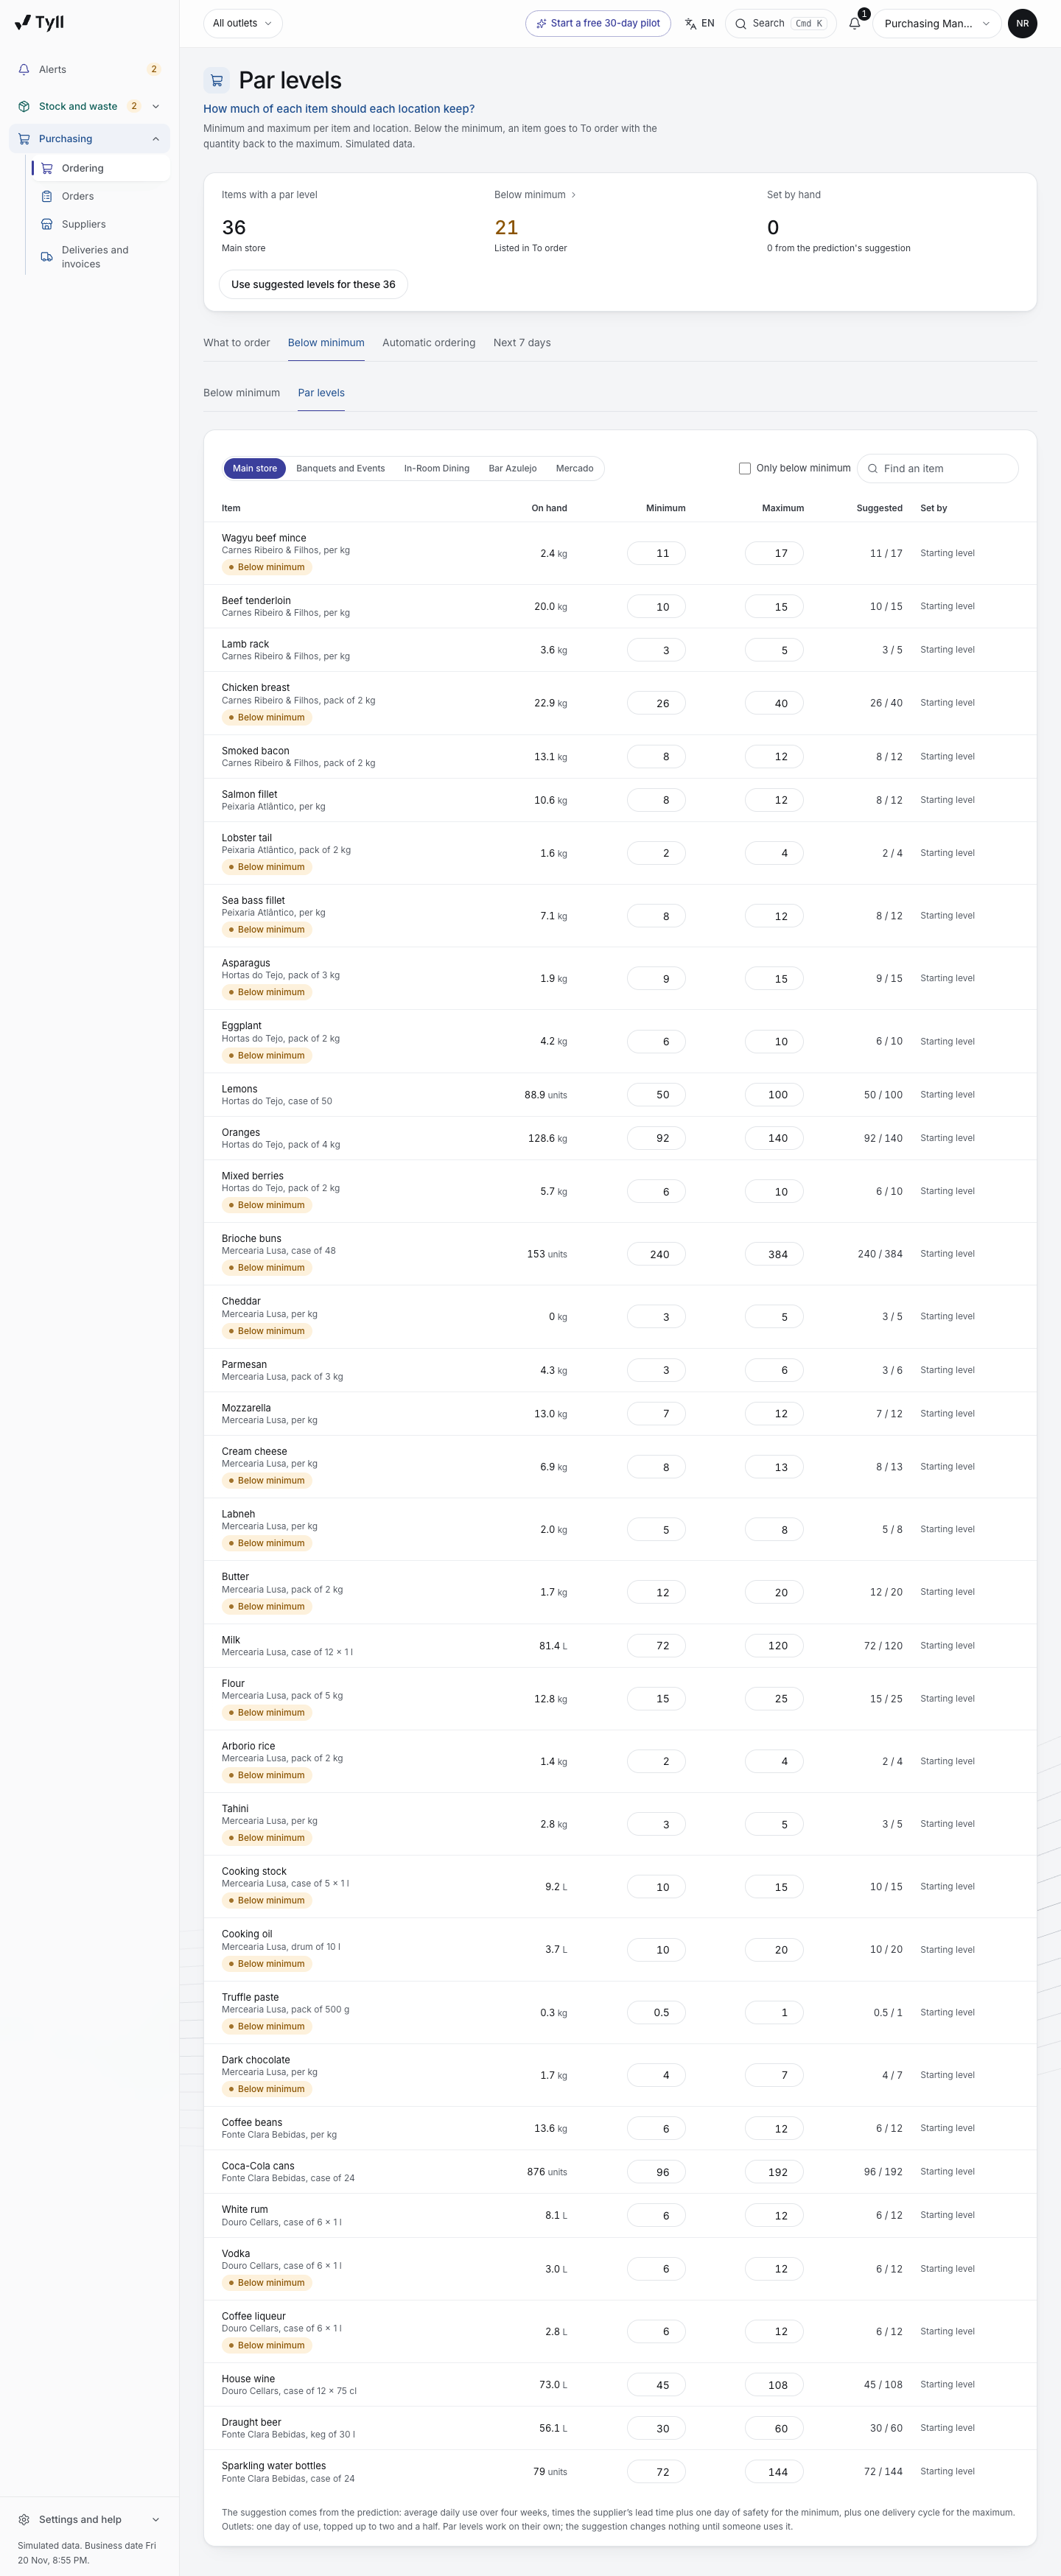 Tyll
All outlets
Start a free 30-day pilot
EN
Search Cmd K
1
Purchasing Man...
NR
Alerts 2
Stock and waste 2
Purchasing
Ordering
Orders
Suppliers
Deliveries and
invoices
Par levels
How much of each item should each location keep?
Minimum and maximum per item and location. Below the minimum, an item goes to To order with the
quantity back to the maximum. Simulated data.
Items with a par level
36
Main store
Below minimum
21
Listed in To order
Set by hand
0
0 from the prediction's suggestion
Use suggested levels for these 36
What to order Below minimum Automatic ordering Next 7 days
Below minimum Par levels
Main store Banquets and Events In-Room Dining Bar Azulejo Mercado
Only below minimum
Find an item
Item On hand Minimum Maximum Suggested Set by
Wagyu beef mince
Carnes Ribeiro & Filhos, per kg
Below minimum
2.4 kg 11 17 11 / 17 Starting level
Beef tenderloin
Carnes Ribeiro & Filhos, per kg
20.0 kg 10 15 10 / 15 Starting level
Lamb rack
Carnes Ribeiro & Filhos, per kg
3.6 kg 3 5 3 / 5 Starting level
Chicken breast
Carnes Ribeiro & Filhos, pack of 2 kg
Below minimum
22.9 kg 26 40 26 / 40 Starting level
Smoked bacon
Carnes Ribeiro & Filhos, pack of 2 kg
13.1 kg 8 12 8 / 12 Starting level
Salmon fillet
Peixaria Atlântico, per kg
10.6 kg 8 12 8 / 12 Starting level
Lobster tail
Peixaria Atlântico, pack of 2 kg
Below minimum
1.6 kg 2 4 2 / 4 Starting level
Sea bass fillet
Peixaria Atlântico, per kg
Below minimum
7.1 kg 8 12 8 / 12 Starting level
Asparagus
Hortas do Tejo, pack of 3 kg
Below minimum
1.9 kg 9 15 9 / 15 Starting level
Eggplant
Hortas do Tejo, pack of 2 kg
Below minimum
4.2 kg 6 10 6 / 10 Starting level
Lemons
Hortas do Tejo, case of 50
88.9 units 50 100 50 / 100 Starting level
Oranges
Hortas do Tejo, pack of 4 kg
128.6 kg 92 140 92 / 140 Starting level
Mixed berries
Hortas do Tejo, pack of 2 kg
Below minimum
5.7 kg 6 10 6 / 10 Starting level
Brioche buns
Mercearia Lusa, case of 48
Below minimum
153 units 240 384 240 / 384 Starting level
Cheddar
Mercearia Lusa, per kg
Below minimum
0 kg 3 5 3 / 5 Starting level
Parmesan
Mercearia Lusa, pack of 3 kg
4.3 kg 3 6 3 / 6 Starting level
Mozzarella
Mercearia Lusa, per kg
13.0 kg 7 12 7 / 12 Starting level
Cream cheese
Mercearia Lusa, per kg
Below minimum
6.9 kg 8 13 8 / 13 Starting level
Labneh
Mercearia Lusa, per kg
Below minimum
2.0 kg 5 8 5 / 8 Starting level
Butter
Mercearia Lusa, pack of 2 kg
Below minimum
1.7 kg 12 20 12 / 20 Starting level
Milk
Mercearia Lusa, case of 12 × 1 l
81.4 L 72 120 72 / 120 Starting level
Flour
Mercearia Lusa, pack of 5 kg
Below minimum
12.8 kg 15 25 15 / 25 Starting level
Arborio rice
Mercearia Lusa, pack of 2 kg
Below minimum
1.4 kg 2 4 2 / 4 Starting level
Tahini
Mercearia Lusa, per kg
Below minimum
2.8 kg 3 5 3 / 5 Starting level
Cooking stock
Mercearia Lusa, case of 5 × 1 l
Below minimum
9.2 L 10 15 10 / 15 Starting level
Cooking oil
Mercearia Lusa, drum of 10 l
Below minimum
3.7 L 10 20 10 / 20 Starting level
Truffle paste
Mercearia Lusa, pack of 500 g
Below minimum
0.3 kg 0.5 1 0.5 / 1 Starting level
Dark chocolate
Mercearia Lusa, per kg
Below minimum
1.7 kg 4 7 4 / 7 Starting level
Coffee beans
Fonte Clara Bebidas, per kg
13.6 kg 6 12 6 / 12 Starting level
Coca-Cola cans
Fonte Clara Bebidas, case of 24
876 units 96 192 96 / 192 Starting level
White rum
Douro Cellars, case of 6 × 1 l
8.1 L 6 12 6 / 12 Starting level
Vodka
Douro Cellars, case of 6 × 1 l
Below minimum
3.0 L 6 12 6 / 12 Starting level
Coffee liqueur
Douro Cellars, case of 6 × 1 l
Below minimum
2.8 L 6 12 6 / 12 Starting level
House wine
Douro Cellars, case of 12 × 75 cl
73.0 L 45 108 45 / 108 Starting level
Draught beer
Fonte Clara Bebidas, keg of 30 l
56.1 L 30 60 30 / 60 Starting level
Sparkling water bottles
Fonte Clara Bebidas, case of 24
79 units 72 144 72 / 144 Starting level
The suggestion comes from the prediction: average daily use over four weeks, times the supplier's lead time plus one day of safety for the minimum, plus one delivery cycle for the maximum.
Outlets: one day of use, topped up to two and a half. Par levels work on their own; the suggestion changes nothing until someone uses it.
Settings and help
Simulated data. Business date Fri
20 Nov, 8:55 PM.